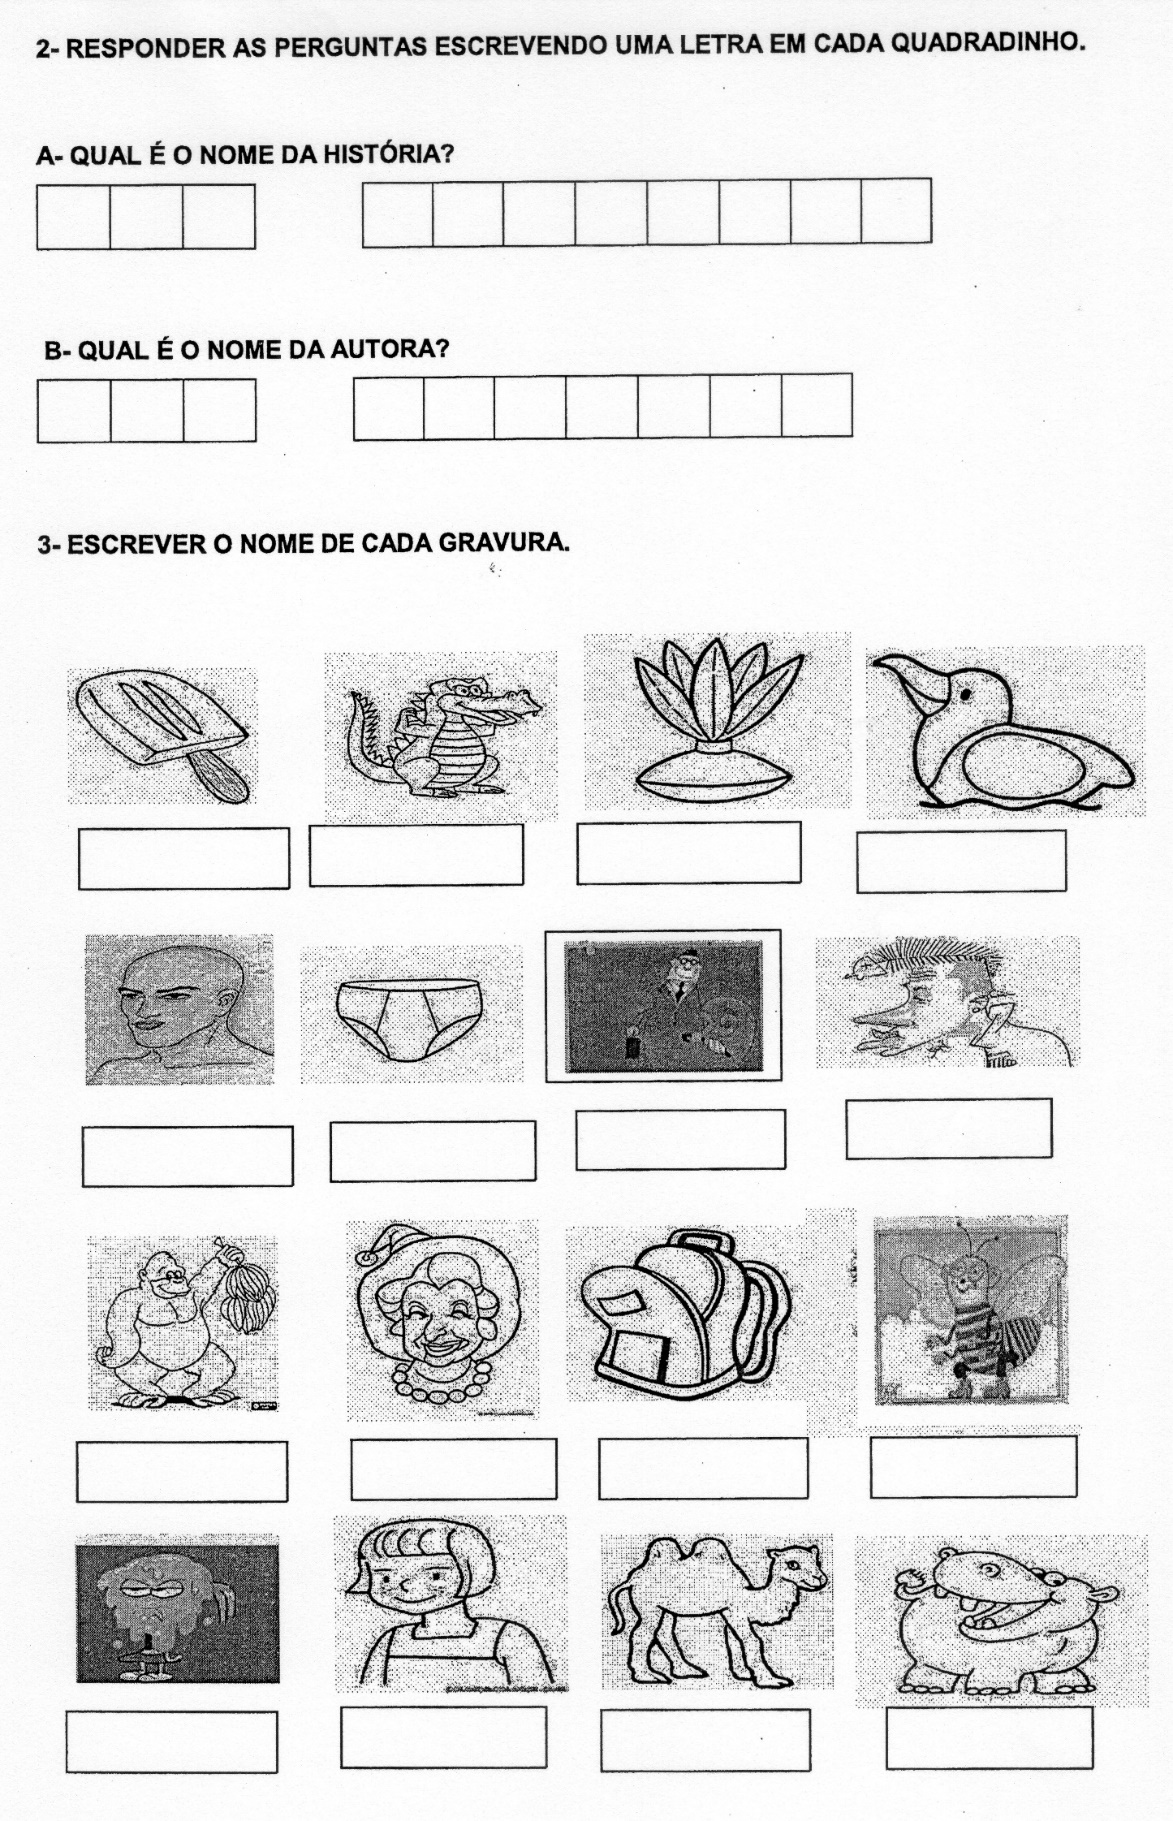 2- RESPONDER AS PERGUNTAS ESCREVENDO UMA LETRA EM CADA QUADRADINHO.
A- QUAL É O NOME DA HISTÓRIA?
B- QUAL É O NOME DA AUTORA?
3- ESCREVER O NOME DE CADA GRAVURA.